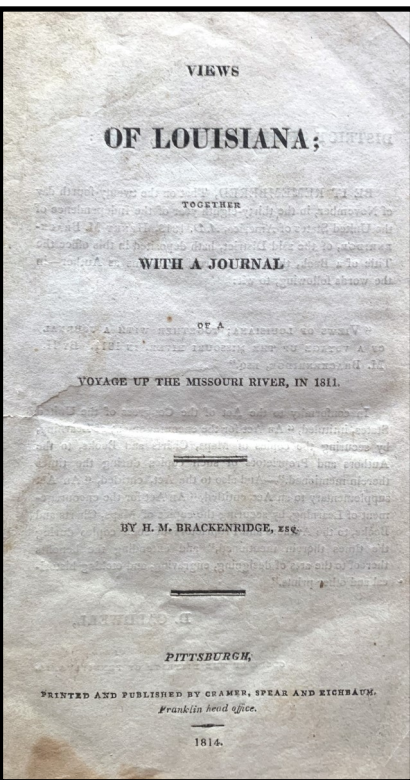 VIEWS
OF LOUISIANA;
TOGETHER
WITH A JOURNAL
OF A
VOYAGE UP THE MISSOURI RIVER, IN 1811.
BY H. M. BRACKENRIDGE, ESQ.
PITTSBURGH,
PRINTED AND PUBLISHED BY CRAMER, SPEAR AND EICHBAUM,
Franklin head office.
1814.